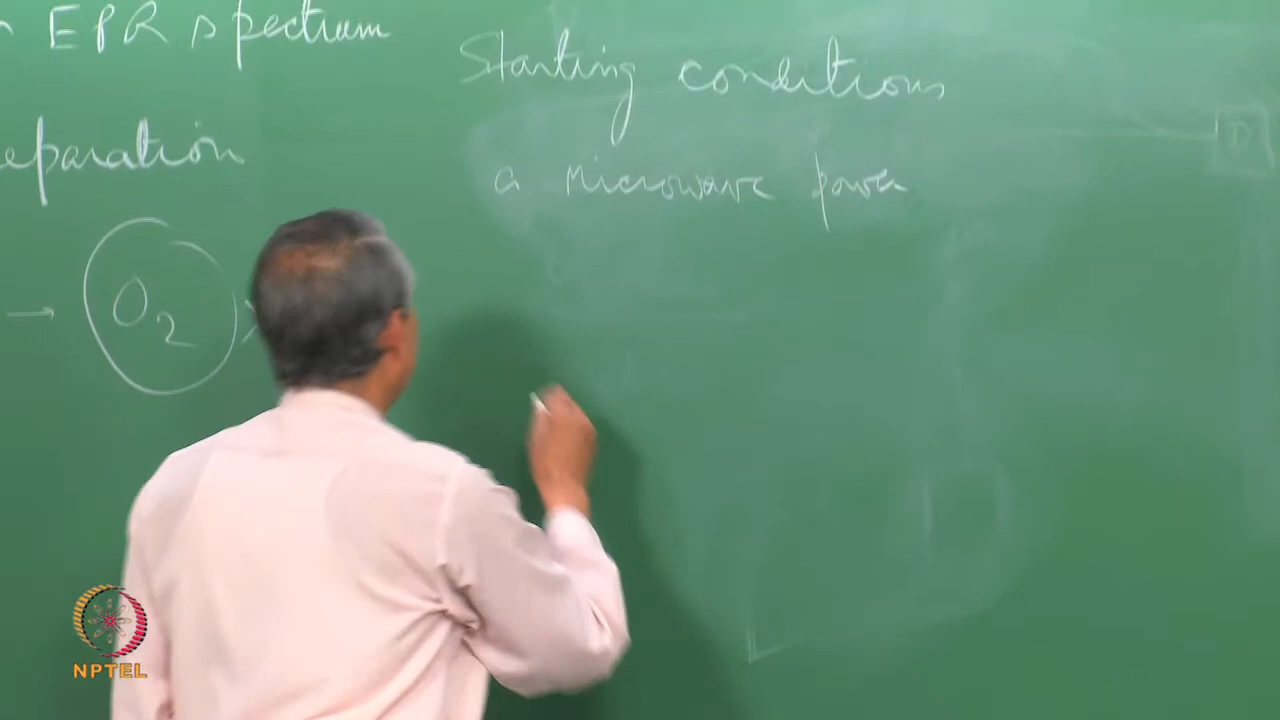 EPR spectrum
eparation
→ O2
Starting conditions
a Microwave power
D
NPTEL